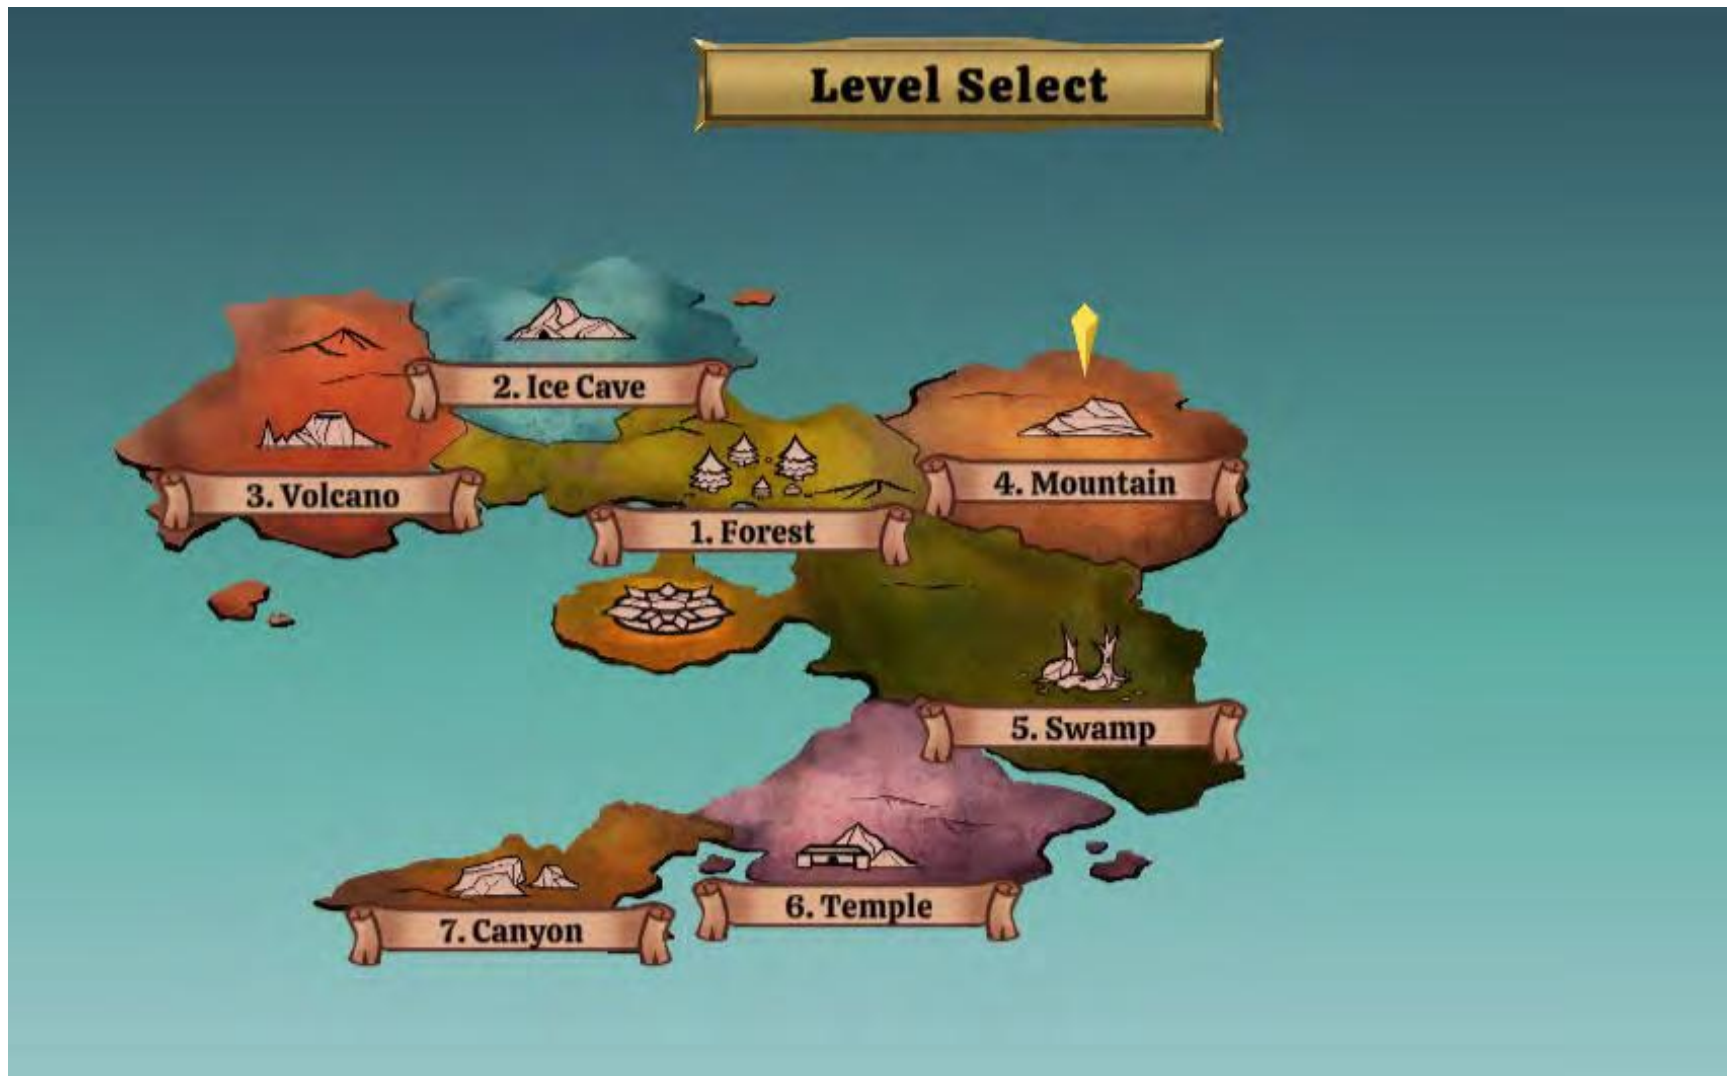 Level Select
2. Ice Cave
3. Volcano
4. Mountain
1. Forest
5. Swamp
6. Temple
7. Canyon